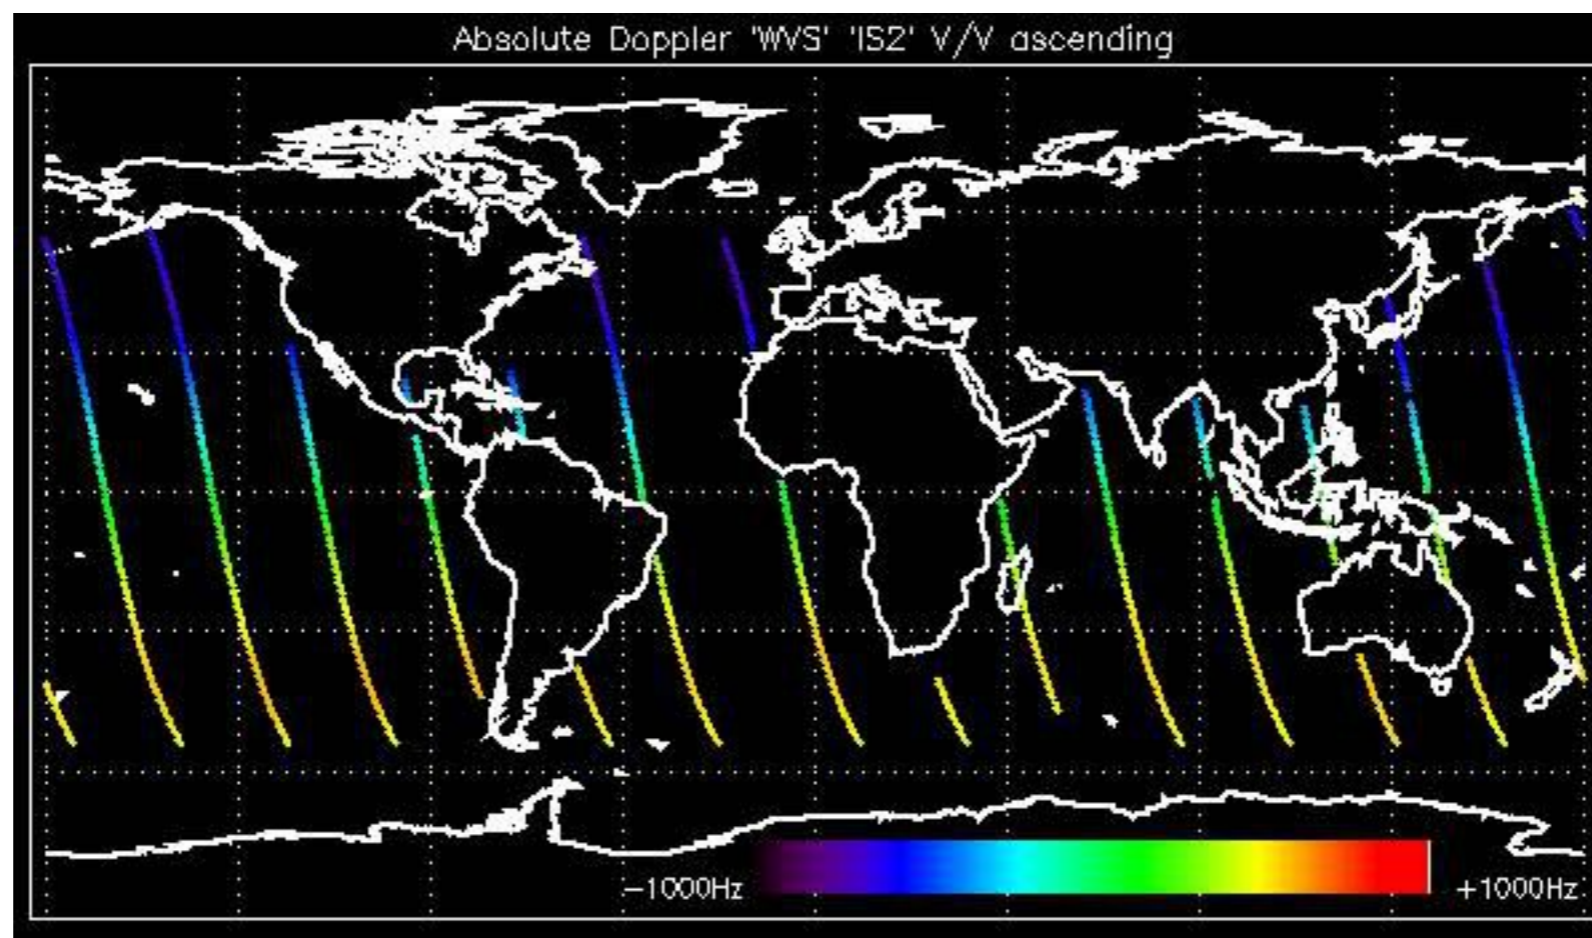 Absolute Doppler 'WVS' 'IS2' V/V ascending
−1000Hz +1000Hz